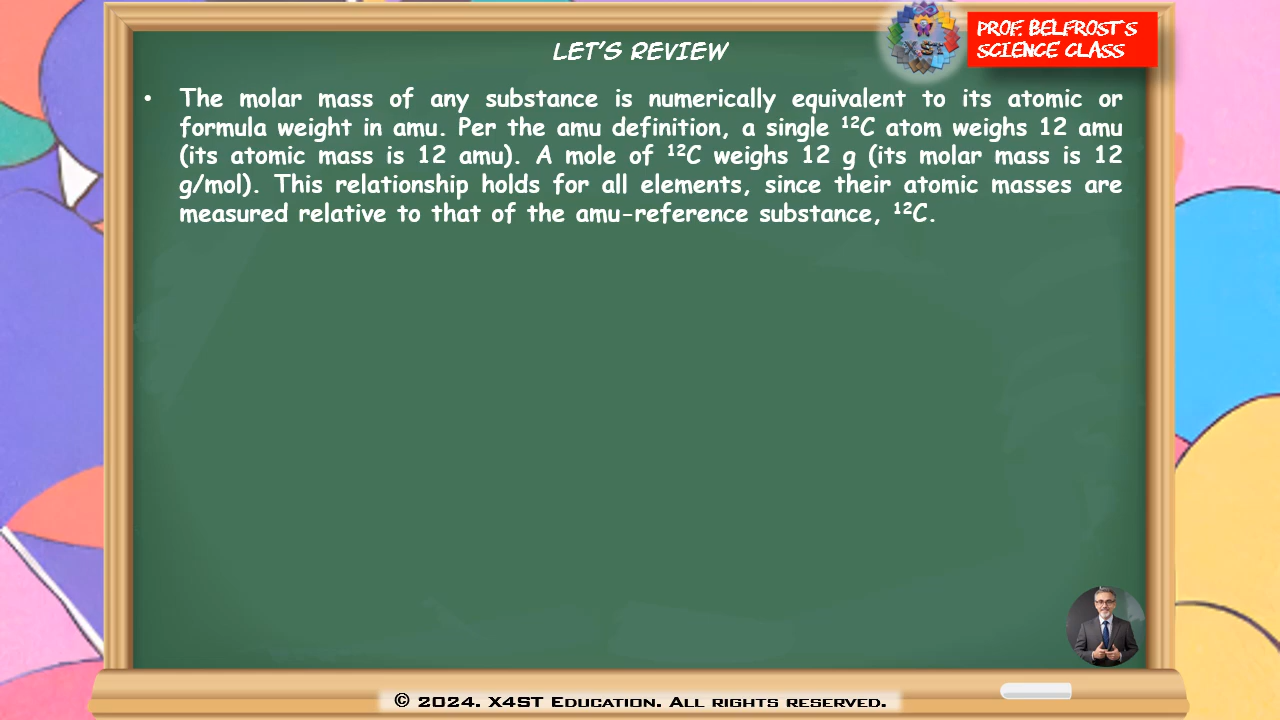 LET'S REVIEW
X4ST
PROF. BELFROST'S
SCIENCE CLASS
• The molar mass of any substance is numerically equivalent to its atomic or
formula weight in amu. Per the amu definition, a single ¹²C atom weighs 12 amu
(its atomic mass is 12 amu). A mole of ¹²C weighs 12 g (its molar mass is 12
g/mol). This relationship holds for all elements, since their atomic masses are
measured relative to that of the amu-reference substance, ¹²C.
© 2024. X4ST EDUCATION. ALL RIGHTS RESERVED.